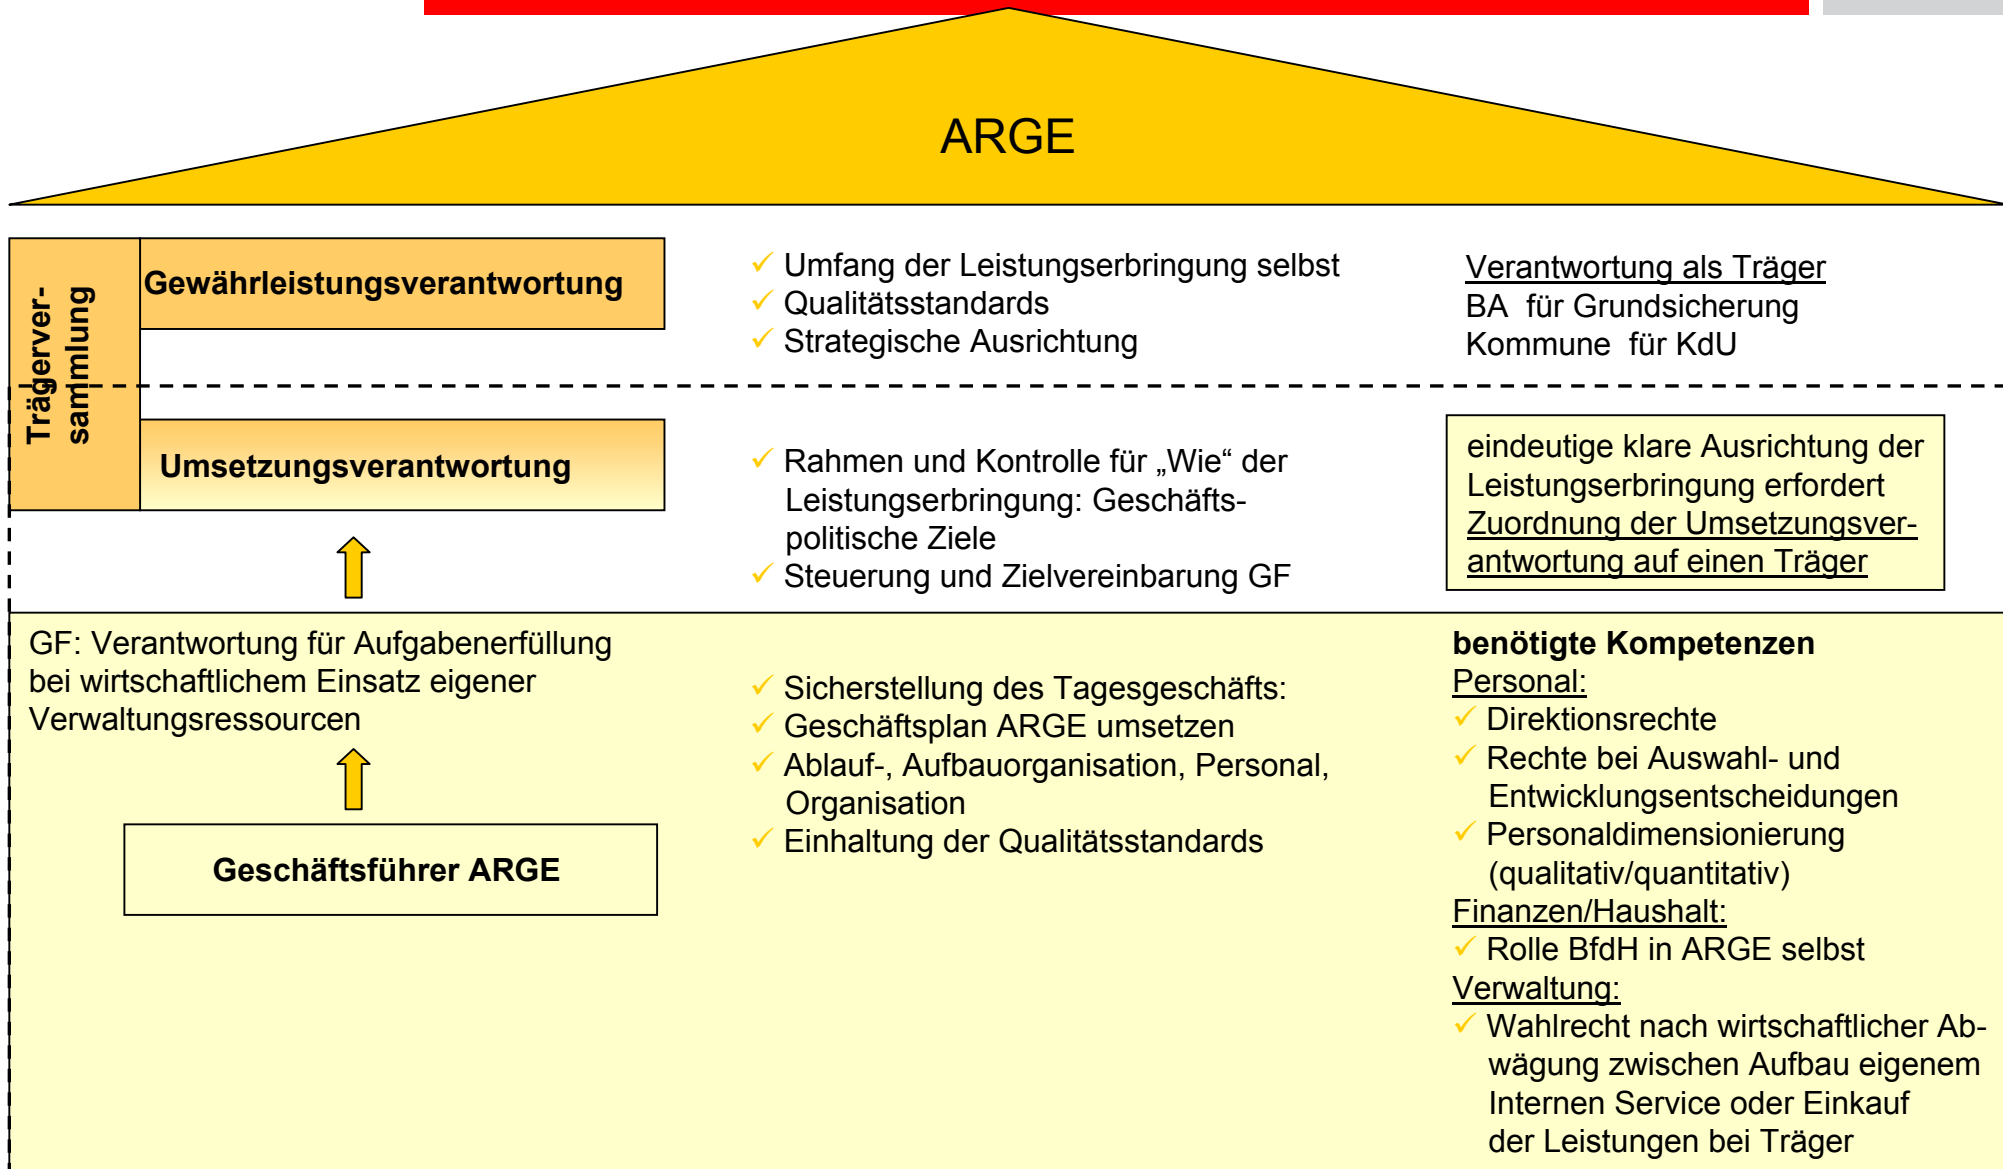 ARGE
Trägerver-
sammlung
Gewährleistungsverantwortung
✓ Umfang der Leistungserbringung selbst
✓ Qualitätsstandards
✓ Strategische Ausrichtung
Verantwortung als Träger
BA für Grundsicherung
Kommune für KdU
Umsetzungsverantwortung
✓ Rahmen und Kontrolle für „Wie“ der
Leistungserbringung: Geschäfts-
politische Ziele
✓ Steuerung und Zielvereinbarung GF
eindeutige klare Ausrichtung der
Leistungserbringung erfordert
Zuordnung der Umsetzungsver-
antwortung auf einen Träger
GF: Verantwortung für Aufgabenerfüllung
bei wirtschaftlichem Einsatz eigener
Verwaltungsressourcen
Geschäftsführer ARGE
✓ Sicherstellung des Tagesgeschäfts:
✓ Geschäftsplan ARGE umsetzen
✓ Ablauf-, Aufbauorganisation, Personal,
Organisation
✓ Einhaltung der Qualitätsstandards
benötigte Kompetenzen
Personal:
✓ Direktionsrechte
✓ Rechte bei Auswahl- und
Entwicklungsentscheidungen
✓ Personaldimensionierung
(qualitativ/quantitativ)
Finanzen/Haushalt:
✓ Rolle BfdH in ARGE selbst
Verwaltung:
✓ Wahlrecht nach wirtschaftlicher Ab-
wägung zwischen Aufbau eigenem
Internen Service oder Einkauf
der Leistungen bei Träger